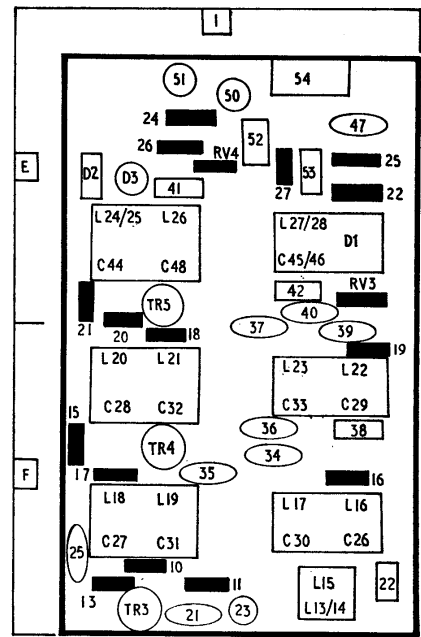 I
51
54
50
24
47
26
52
RV4
E
D2
D3
41
27
53
25
22
L24/25 L26
C44 C48
L27/28
D1
C45/46
42
RV3
21
20
TR5
18
37
40
39
19
L20 L21
C28 C32
L23 L22
C33 C29
15
36
38
TR4
34
F
17
35
16
L18 L19
C27 C31
L17 L16
C30 C26
25
10
13
11
TR3
21
23
L15
L13/14
22